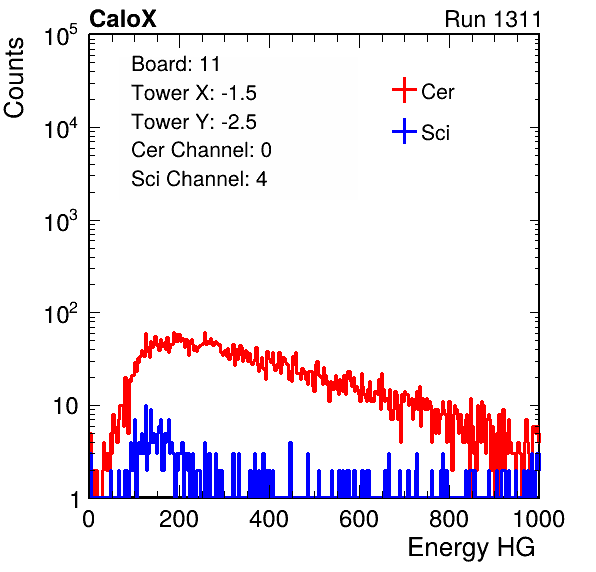 CaloX Run 1311
Counts
10^5
10^4
10^3
10^2
10
1
Board: 11
Tower X: -1.5
Tower Y: -2.5
Cer Channel: 0
Sci Channel: 4
Cer
Sci
0 200 400 600 800 1000
Energy HG